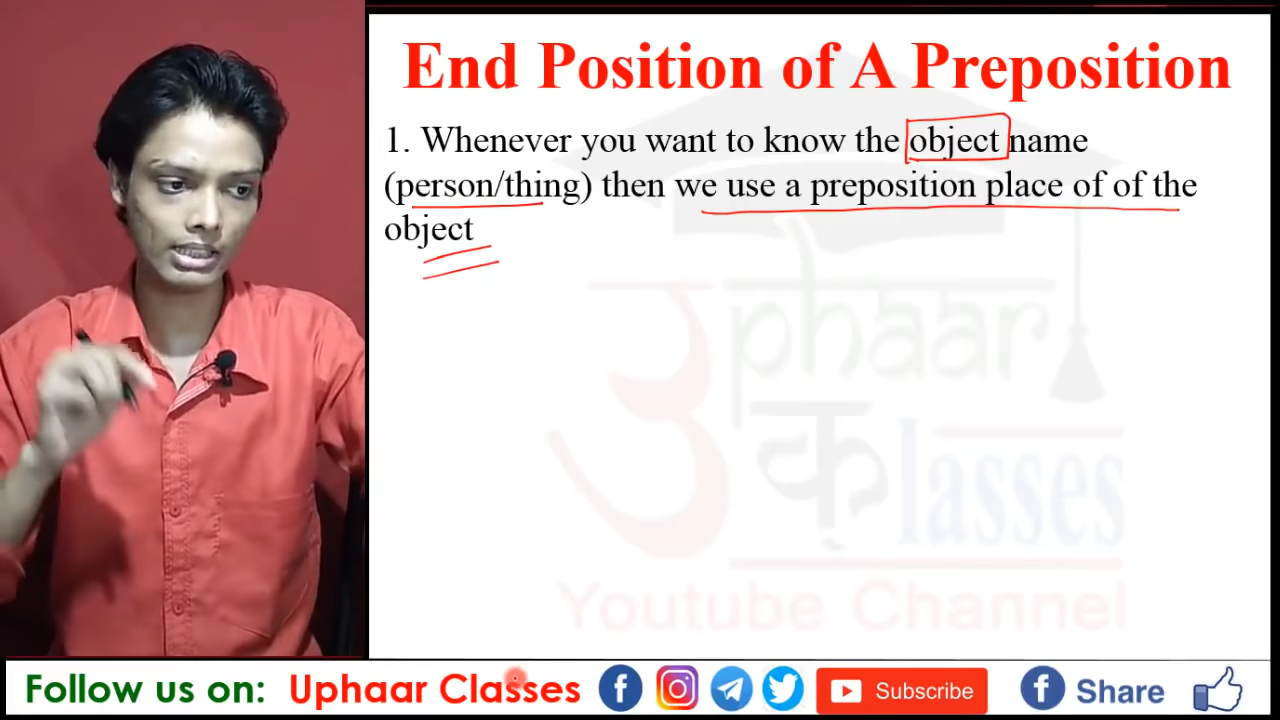 End Position of A Preposition
1. Whenever you want to know the object name
(person/thing) then we use a preposition place of of the
object
उphaar
कlasses
Youtube Channel
Follow us on: Uphaar Classes Subscribe Share